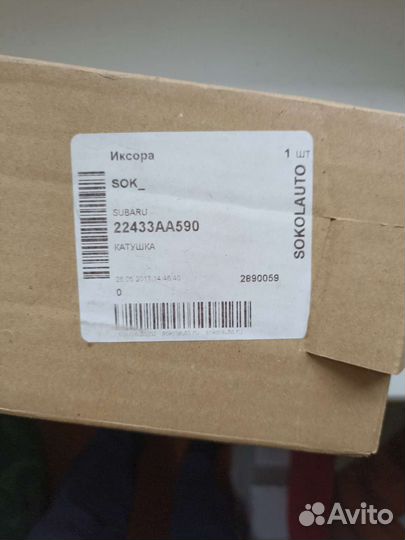 Иксора
1 шт
SOK_
SOKOLAUTO
SUBARU
22433AA590
КАТУШКА
2890059
0
Avito